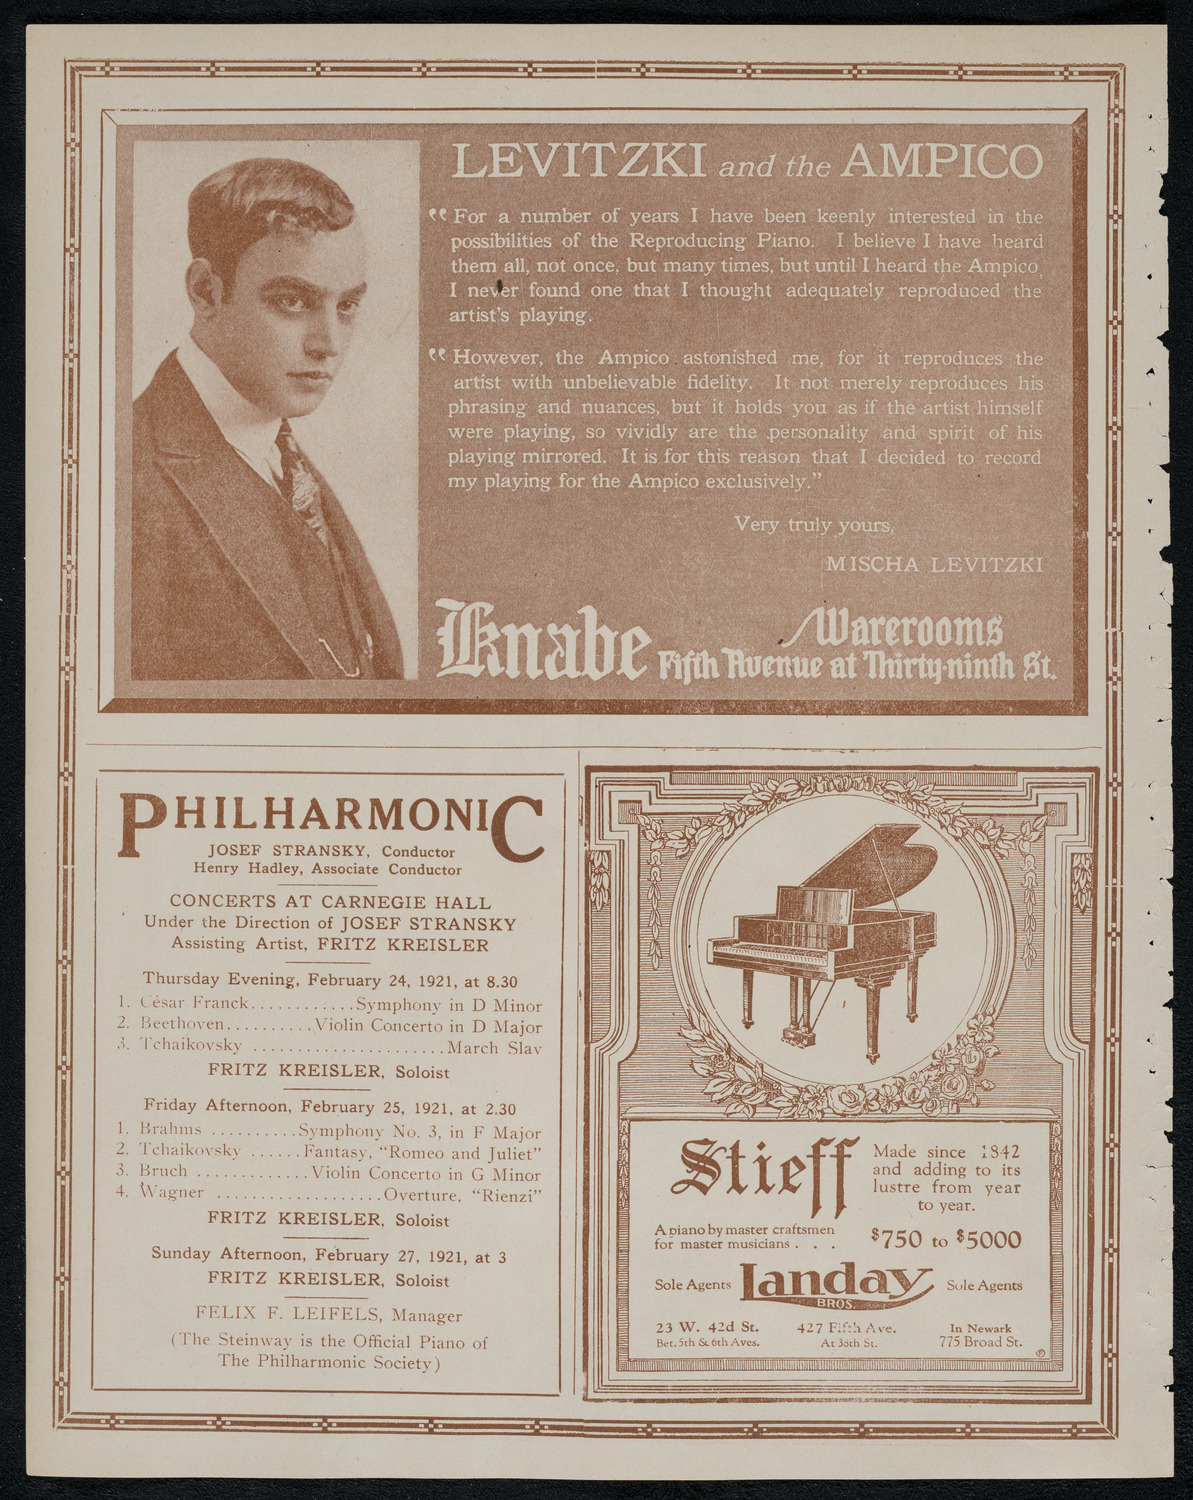 LEVITZKI and the AMPICO
“ For a number of years I have been keenly interested in the
possibilities of the Reproducing Piano. I believe I have heard
them all, not once, but many times, but until I heard the Ampico,
I never found one that I thought adequately reproduced the
artist's playing.
“ However, the Ampico astonished me, for it reproduces the
artist with unbelievable fidelity. It not merely reproduces his
phrasing and nuances, but it holds you as if the artist himself
were playing, so vividly are the personality and spirit of his
playing mirrored. It is for this reason that I decided to record
my playing for the Ampico exclusively.”
Very truly yours,
MISCHA LEVITZKI
Knabe Warerooms
Fifth Avenue at Thirty-ninth St.
PHILHARMONIC
JOSEF STRANSKY, Conductor
Henry Hadley, Associate Conductor
CONCERTS AT CARNEGIE HALL
Under the Direction of JOSEF STRANSKY
Assisting Artist, FRITZ KREISLER
Thursday Evening, February 24, 1921, at 8.30
1. César Franck............Symphony in D Minor
2. Beethoven..........Violin Concerto in D Major
3. Tchaikovsky ......................March Slav
FRITZ KREISLER, Soloist
Friday Afternoon, February 25, 1921, at 2.30
1. Brahms ..........Symphony No. 3, in F Major
2. Tchaikovsky ......Fantasy, “Romeo and Juliet”
3. Bruch .............Violin Concerto in G Minor
4. Wagner ...................Overture, “Rienzi”
FRITZ KREISLER, Soloist
Sunday Afternoon, February 27, 1921, at 3
FRITZ KREISLER, Soloist
FELIX F. LEIFELS, Manager
(The Steinway is the Official Piano of
The Philharmonic Society)
Stieff
Made since 1842
and adding to its
lustre from year
to year.
A piano by master craftsmen
for master musicians . . .
$750 to $5000
Sole Agents Landay Sole Agents
BROS.
23 W. 42d St. 427 Fifth Ave. In Newark
Bet. 5th & 6th Aves. At 38th St. 775 Broad St.